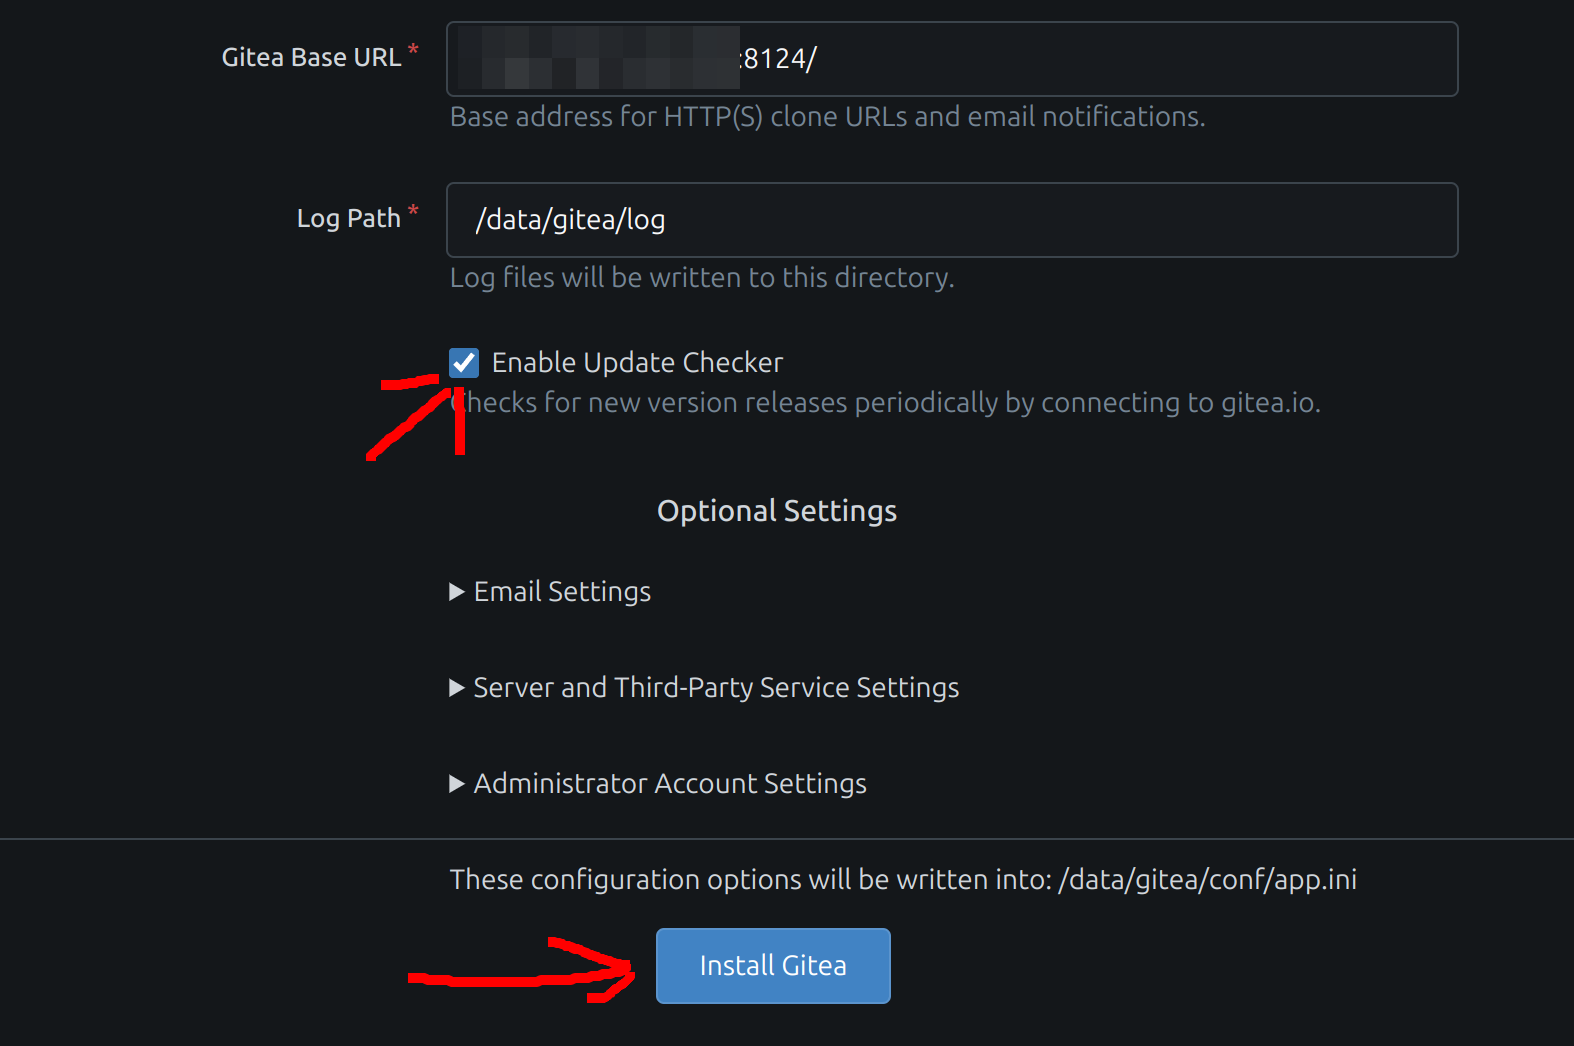 Gitea Base URL *
:8124/
Base address for HTTP(S) clone URLs and email notifications.
Log Path *
/data/gitea/log
Log files will be written to this directory.
Enable Update Checker
Checks for new version releases periodically by connecting to gitea.io.
Optional Settings
Email Settings
Server and Third-Party Service Settings
Administrator Account Settings
These configuration options will be written into: /data/gitea/conf/app.ini
Install Gitea